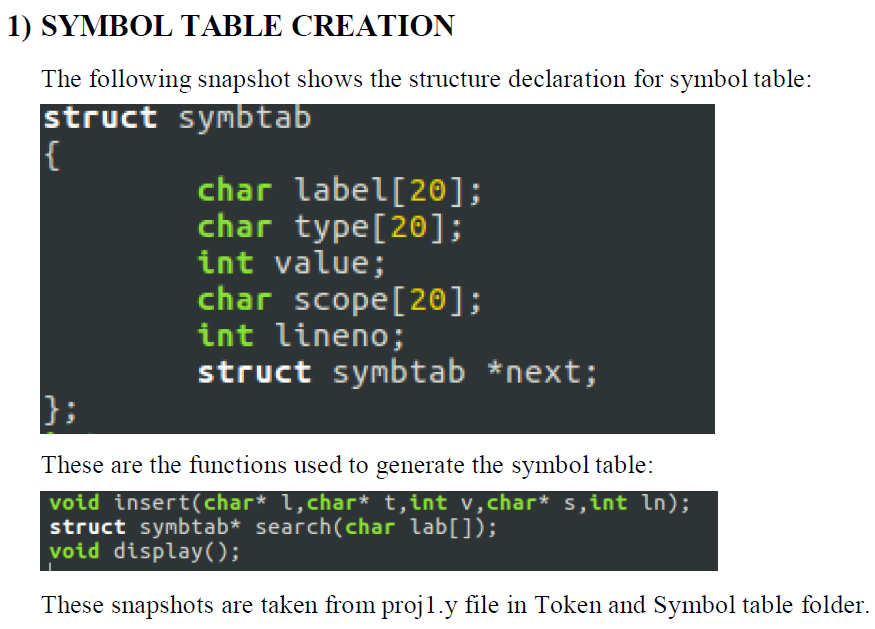 1) SYMBOL TABLE CREATION
The following snapshot shows the structure declaration for symbol table:
struct symbtab
{
char label[20];
char type[20];
int value;
char scope[20];
int lineno;
struct symbtab *next;
};
These are the functions used to generate the symbol table:
void insert(char* l,char* t,int v,char* s,int ln);
struct symbtab* search(char lab[]);
void display();
These snapshots are taken from proj1.y file in Token and Symbol table folder.